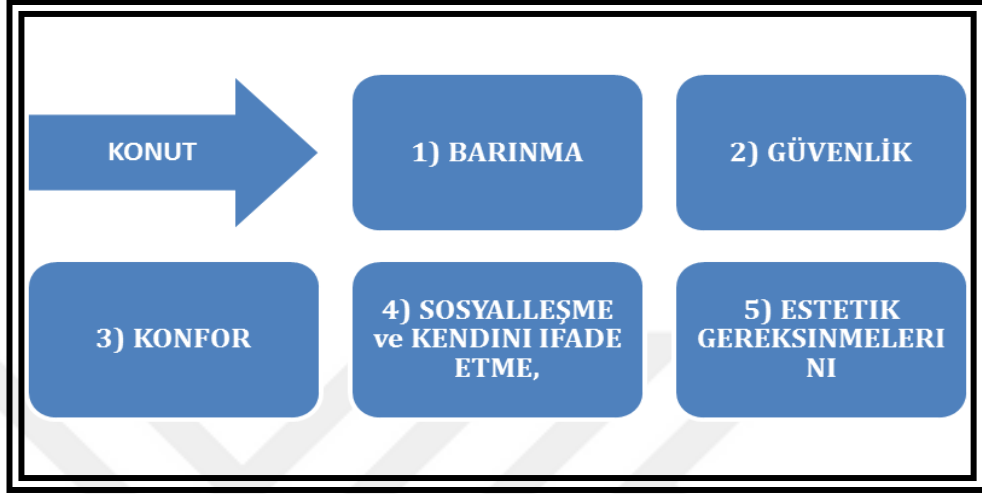 KONUT
1) BARINMA
2) GÜVENLİK
3) KONFOR
4) SOSYALLEŞME
ve KENDINI IFADE
ETME,
5) ESTETIK
GEREKSINMELERI
NI